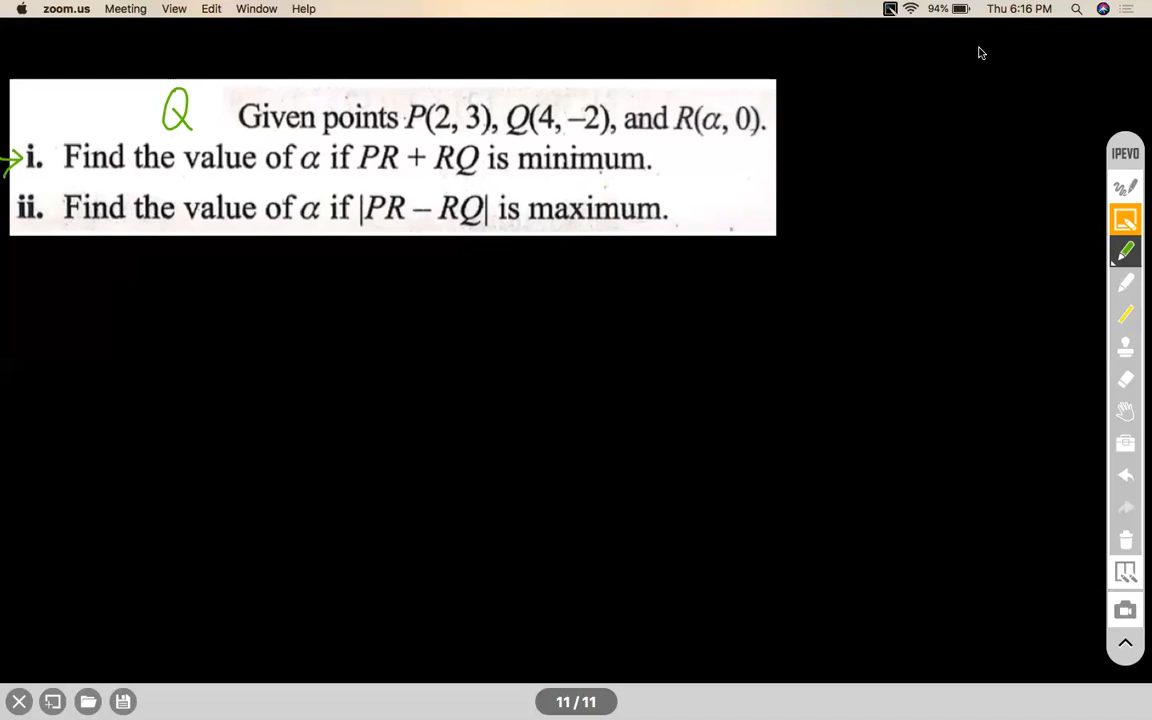 zoom.us Meeting View Edit Window Help 94% Thu 6:16 PM
Q Given points P(2, 3), Q(4, –2), and R(α, 0).
i. Find the value of α if PR + RQ is minimum.
ii. Find the value of α if |PR – RQ| is maximum.
IPEVO
11/11